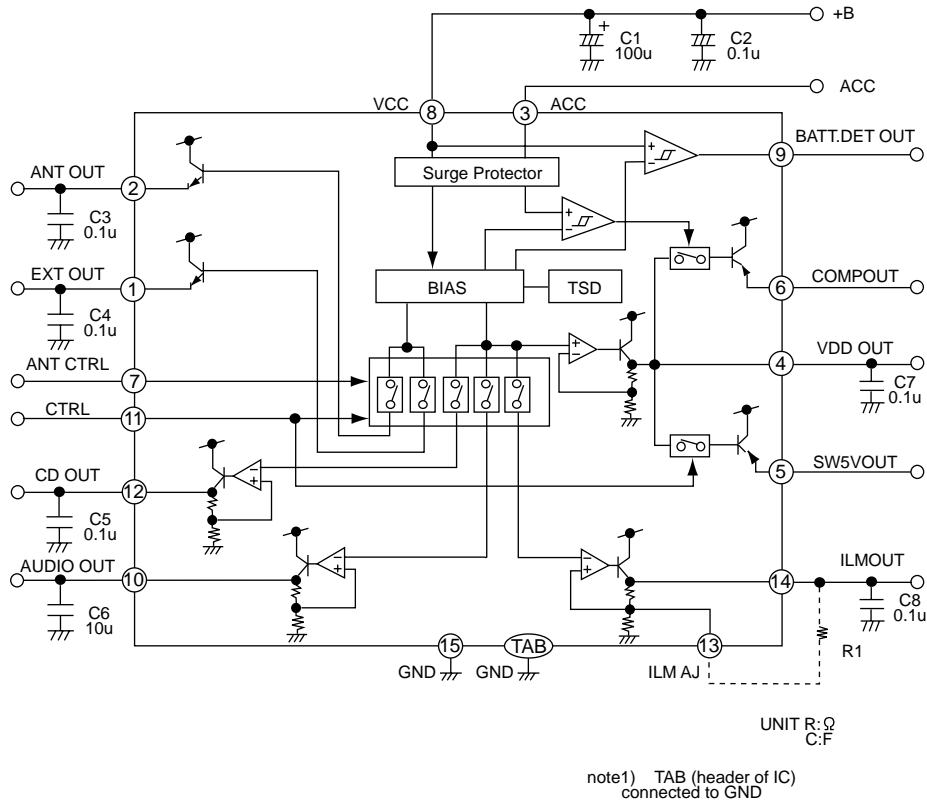 +B
C1
100u
+
C2
0.1u
ACC
VCC
8
3
ACC
BATT.DET OUT
9
+
−
Surge Protector
ANT OUT
2
C3
0.1u
+
−
EXT OUT
1
C4
0.1u
BIAS
TSD
6
COMPOUT
ANT CTRL
7
+
−
4
VDD OUT
C7
0.1u
CTRL
11
CD OUT
12
−
+
C5
0.1u
5
SW5VOUT
AUDIO OUT
10
−
+
C6
10u
−
+
14
ILMOUT
C8
0.1u
R1
15
TAB
13
GND
GND
ILM AJ
UNIT R: Ω
C:F
note1) TAB (header of IC)
connected to GND